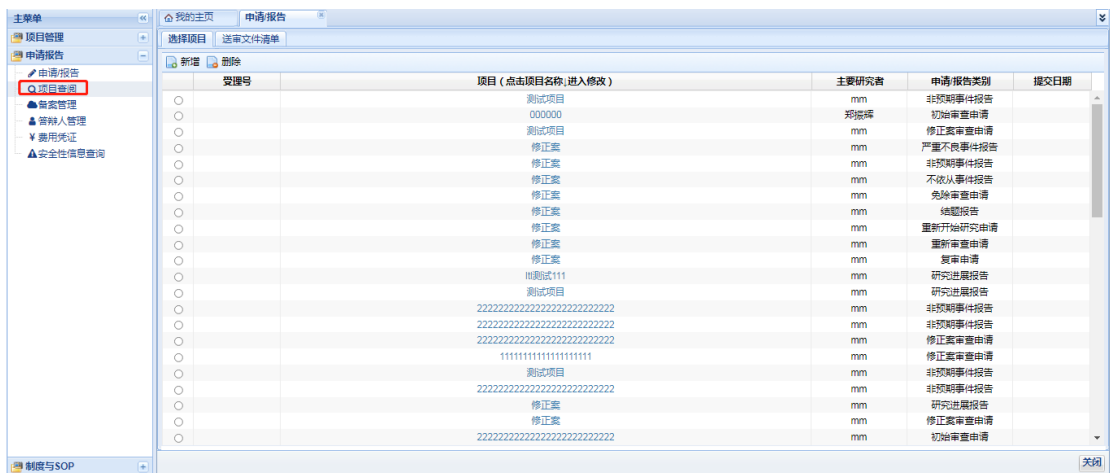 主菜单
我的主页 申请/报告
项目管理
选择项目 送审文件清单
申请报告
新增 删除
申请/报告
项目查阅
备案管理
答辩人管理
¥ 费用凭证
安全性信息查询
受理号 项目(点击项目名称,进入修改) 主要研究者 申请/报告类别 提交日期
测试项目 mm 非预期事件报告
000000 郑振辉 初始审查申请
测试项目 mm 修正案审查申请
修正案 mm 严重不良事件报告
修正案 mm 非预期事件报告
修正案 mm 不依从事件报告
修正案 mm 免除审查申请
修正案 mm 结题报告
修正案 mm 重新开始研究申请
修正案 mm 重新审查申请
修正案 mm 复审申请
ltl测试111 mm 研究进展报告
测试项目 mm 研究进展报告
2222222222222222222222222222 mm 非预期事件报告
2222222222222222222222222222 mm 非预期事件报告
2222222222222222222222222222 mm 修正案审查申请
11111111111111111111 mm 修正案审查申请
测试项目 mm 非预期事件报告
2222222222222222222222222222 mm 非预期事件报告
修正案 mm 研究进展报告
修正案 mm 修正案审查申请
2222222222222222222222222222 mm 初始审查申请
制度与SOP
关闭